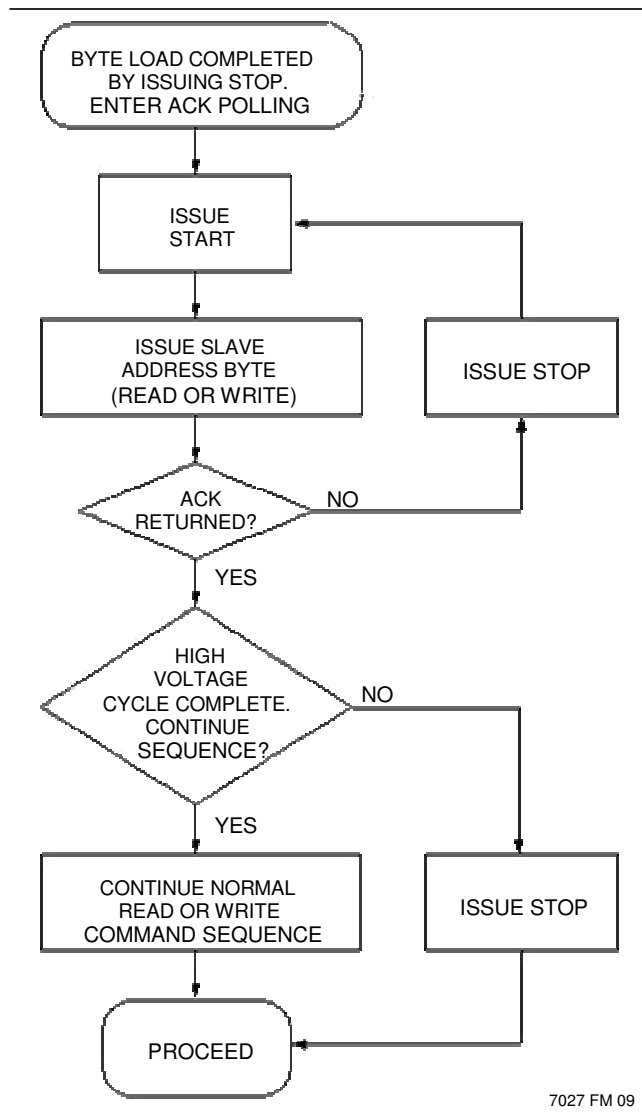 BYTE LOAD COMPLETED
BY ISSUING STOP.
ENTER ACK POLLING
ISSUE
START
ISSUE SLAVE
ADDRESS BYTE
(READ OR WRITE)
ISSUE STOP
ACK
RETURNED?
NO
YES
HIGH
VOLTAGE
CYCLE COMPLETE.
CONTINUE
SEQUENCE?
NO
YES
CONTINUE NORMAL
READ OR WRITE
COMMAND SEQUENCE
ISSUE STOP
PROCEED
7027 FM 09